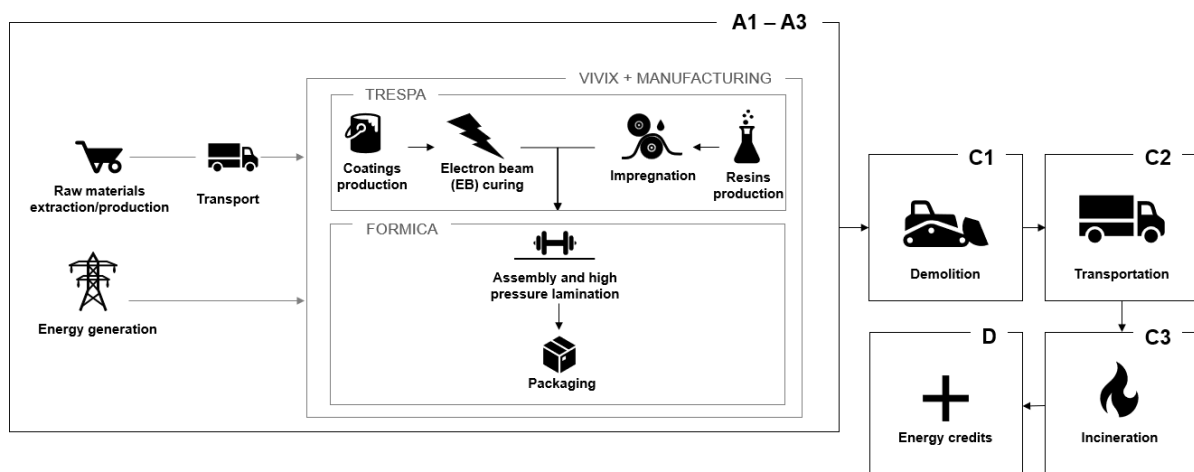 A1 – A3
VIVIX + MANUFACTURING
TRESPA
Coatings
production
Electron beam
(EB) curing
Impregnation
Resins
production
Raw materials
extraction/production
Transport
FORMICA
Assembly and high
pressure lamination
Energy generation
Packaging
C1
Demolition
C2
Transportation
D
Energy credits
C3
Incineration